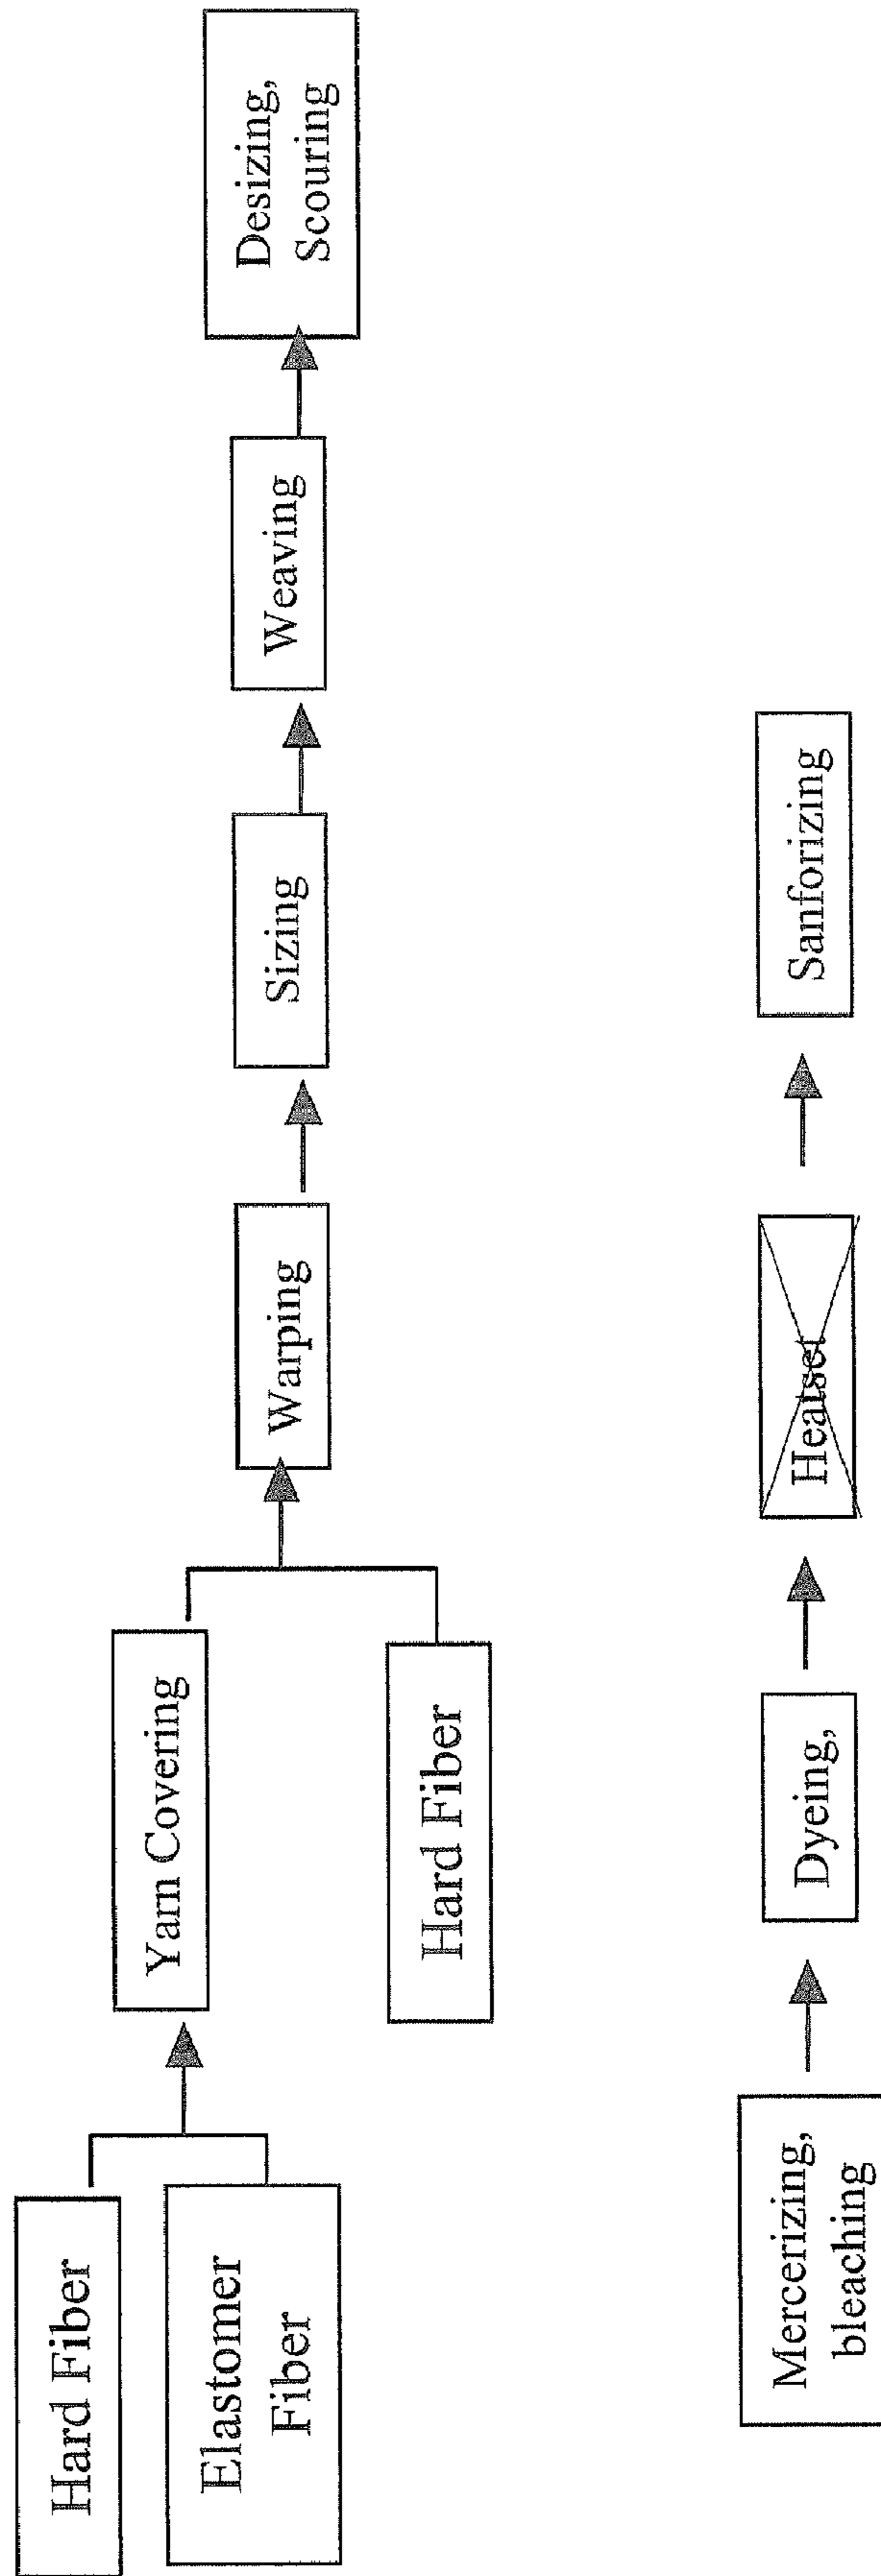 Hard Fiber
Elastomer
Fiber
Yarn Covering
Hard Fiber
Warping
Sizing
Weaving
Desizing,
Scouring
Mercerizing,
bleaching
Dyeing,
Heatset
Sanforizing